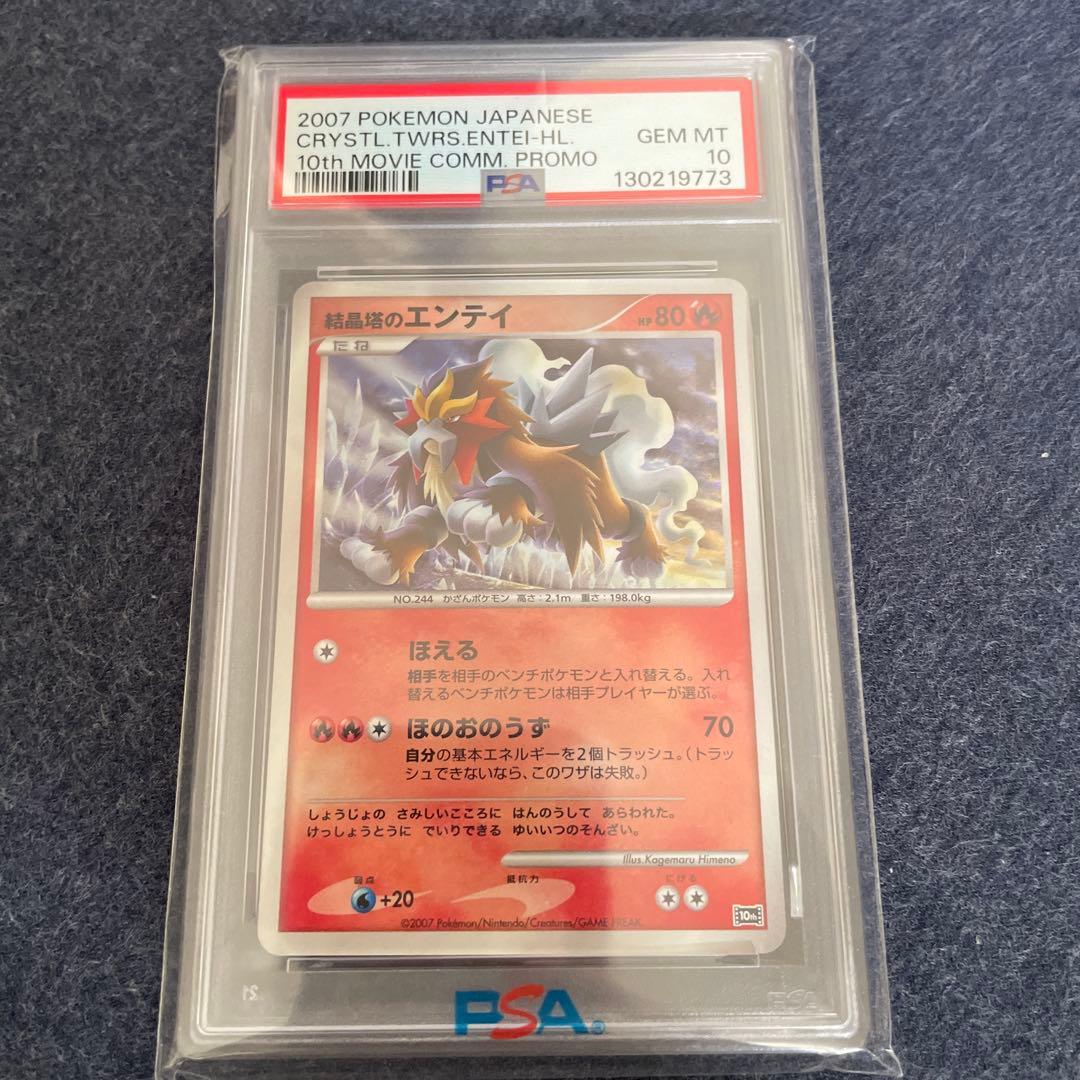 2007 POKEMON JAPANESE
CRYSTL.TWRS.ENTEI-HL.
GEM MT
10th MOVIE COMM. PROMO
10
PSA
130219773
結晶塔のエンテイ
HP 80
たね
NO.244 かざんポケモン 高さ:2.1m 重さ:198.0kg
ほえる
相手を相手のベンチポケモンと入れ替える。入れ
替えるベンチポケモンは相手プレイヤーが選ぶ。
ほのおのうず 70
自分の基本エネルギーを2個トラッシュ。(トラッ
シュできないなら、このワザは失敗。)
しょうじょの さみしいこころに はんのうして あらわれた。
けっしょうとうに でいりできる ゆいいつのそんざい。
Illus.Kagemaru Himeno
弱点 抵抗力 にげる
+20
©2007 Pokémon/Nintendo/Creatures/GAME FREAK.
10th
PSA
21
PSA®